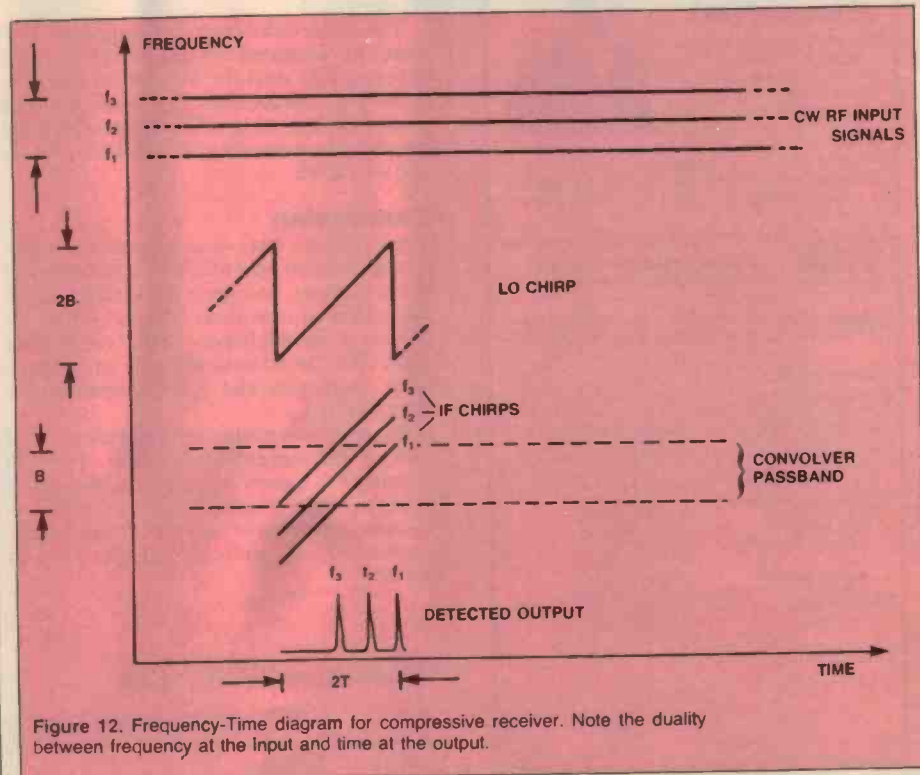 FREQUENCY
f₃
f₂
CW RF INPUT
SIGNALS
f₁
2B
LO CHIRP
f₃
f₂
IF CHIRPS
f₁
B
CONVOLVER
PASSBAND
f₃ f₂ f₁
DETECTED OUTPUT
TIME
2T
Figure 12. Frequency-Time diagram for compressive receiver. Note the duality
between frequency at the Input and time at the output.